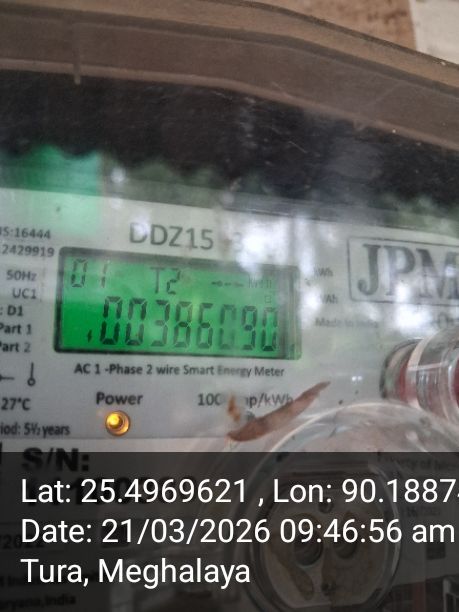 IS:16444
DDZ15
2429919
50Hz
UC1
01 T2
00386090
JPM
kWh
: D1
Part 1
Part 2
Made in India
AC 1 -Phase 2 wire Smart Energy Meter
27°C
Power
iod: 5½ years
S/N:
Lat: 25.4969621 , Lon: 90.1887
Date: 21/03/2026 09:46:56 am
Tura, Meghalaya